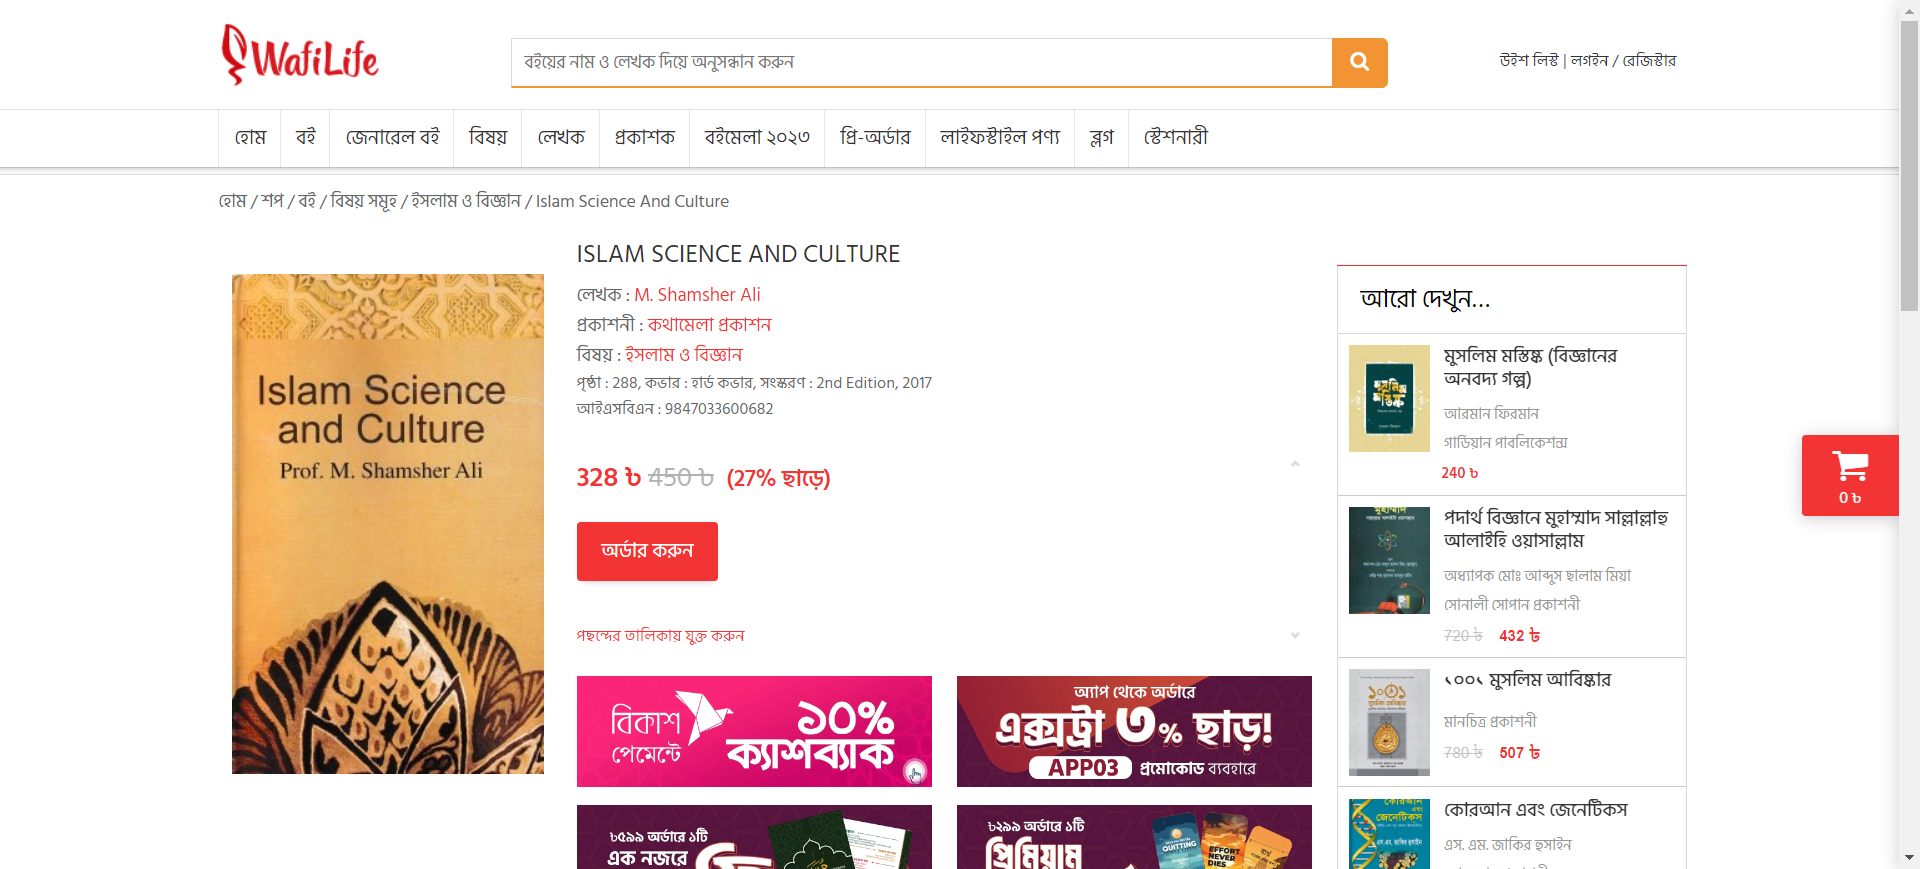 WafiLife
বইয়ের নাম ও লেখক দিয়ে অনুসন্ধান করুন
উইশ লিস্ট | লগইন / রেজিস্টার
হোম বই জেনারেল বই বিষয় লেখক প্রকাশক বইমেলা ২০২৩ প্রি-অর্ডার লাইফস্টাইল পণ্য ব্লগ স্টেশনারী
হোম / শপ / বই / বিষয় সমূহ / ইসলাম ও বিজ্ঞান / Islam Science And Culture
Islam Science
and Culture
Prof. M. Shamsher Ali
ISLAM SCIENCE AND CULTURE
লেখক : M. Shamsher Ali
প্রকাশনী : কথামেলা প্রকাশন
বিষয় : ইসলাম ও বিজ্ঞান
পৃষ্ঠা : 288, কভার : হার্ড কভার, সংস্করণ : 2nd Edition, 2017
আইএসবিএন : 9847033600682
328 ৳ 450 ৳ (27% ছাড়ে)
অর্ডার করুন
পছন্দের তালিকায় যুক্ত করুন
বিকাশ
পেমেন্টে
১০%
ক্যাশব্যাক
অ্যাপ থেকে অর্ডারে
এক্সট্রা ৩% ছাড়!
APP03 প্রমোকোড ব্যবহারে
৳৫৯৯ অর্ডারে ১টি
এক নজরে
৳২৯৯ অর্ডারে ১টি
প্রিমিয়াম
QUITTING
EFFORT
NEVER
DIES
আরো দেখুন...
মুসলিম মস্তিষ্ক (বিজ্ঞানের
অনবদ্য গল্প)
আরমান ফিরমান
গার্ডিয়ান পাবলিকেশন্স
240 ৳
পদার্থ বিজ্ঞানে মুহাম্মাদ সাল্লাল্লাহু
আলাইহি ওয়াসাল্লাম
অধ্যাপক মোঃ আব্দুস ছালাম মিয়া
সোনালী সোপান প্রকাশনী
720 ৳ 432 ৳
১০০১ মুসলিম আবিষ্কার
মানচিত্র প্রকাশনী
780 ৳ 507 ৳
কোরআন এবং জেনেটিকস
এস. এম. জাকির হুসাইন
0 ৳